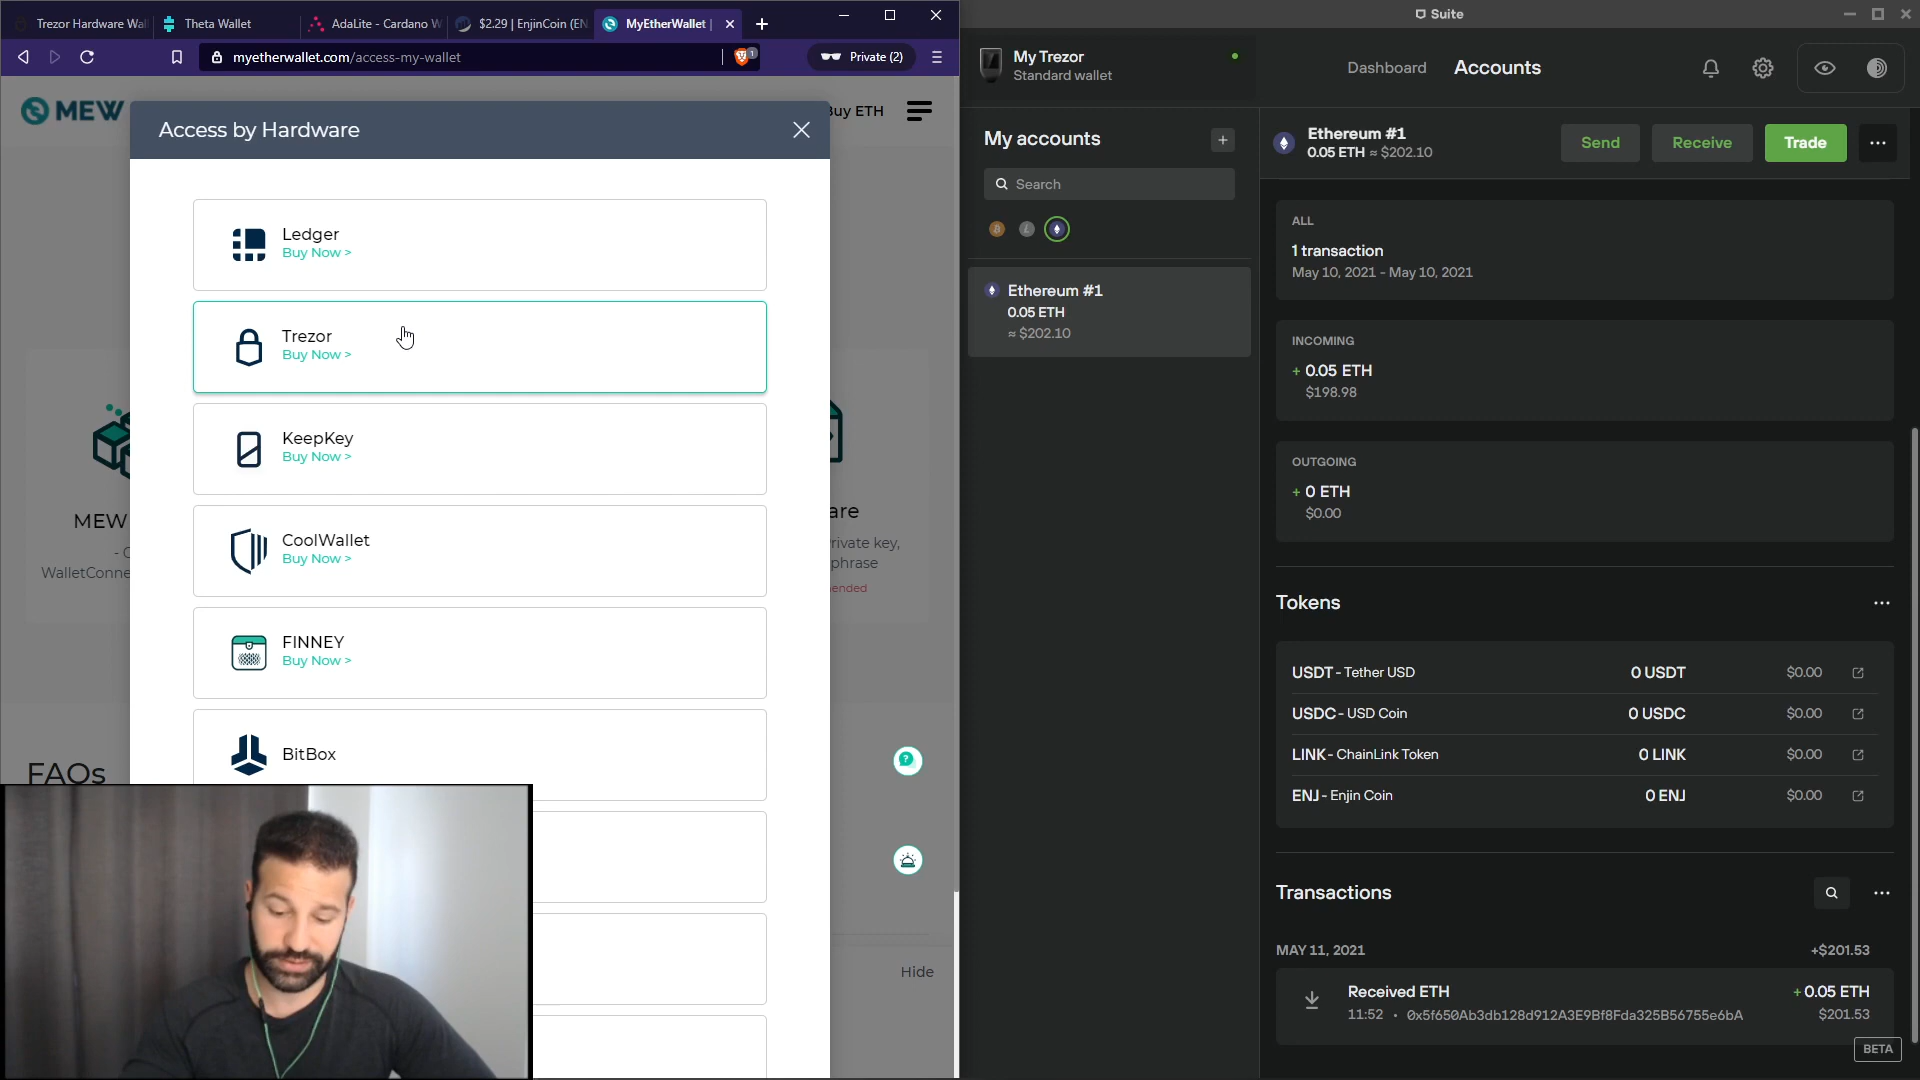 Trezor Hardware Wal
Theta Wallet
AdaLite - Cardano W
$2.29 | EnjinCoin (EN
MyEtherWallet |
myetherwallet.com/access-my-wallet
1
Private (2)
MEW
Buy ETH
Access by Hardware
Ledger
Buy Now >
Trezor
Buy Now >
KeepKey
Buy Now >
CoolWallet
Buy Now >
FINNEY
Buy Now >
BitBox
MEW
- C
WalletConne
are
rivate key,
phrase
ended
FAQs
Hide
Suite
My Trezor
Standard wallet
Dashboard
Accounts
My accounts
Search
Ethereum #1
0.05 ETH
≈ $202.10
Ethereum #1
0.05 ETH ≈ $202.10
Send
Receive
Trade
ALL
1 transaction
May 10, 2021 - May 10, 2021
INCOMING
+ 0.05 ETH
$198.98
OUTGOING
+ 0 ETH
$0.00
Tokens
USDT - Tether USD 0 USDT $0.00
USDC - USD Coin 0 USDC $0.00
LINK - ChainLink Token 0 LINK $0.00
ENJ - Enjin Coin 0 ENJ $0.00
Transactions
MAY 11, 2021 +$201.53
Received ETH + 0.05 ETH
11:52 • 0x5f650Ab3db128d912A3E9Bf8Fda325B56755e6bA $201.53
BETA